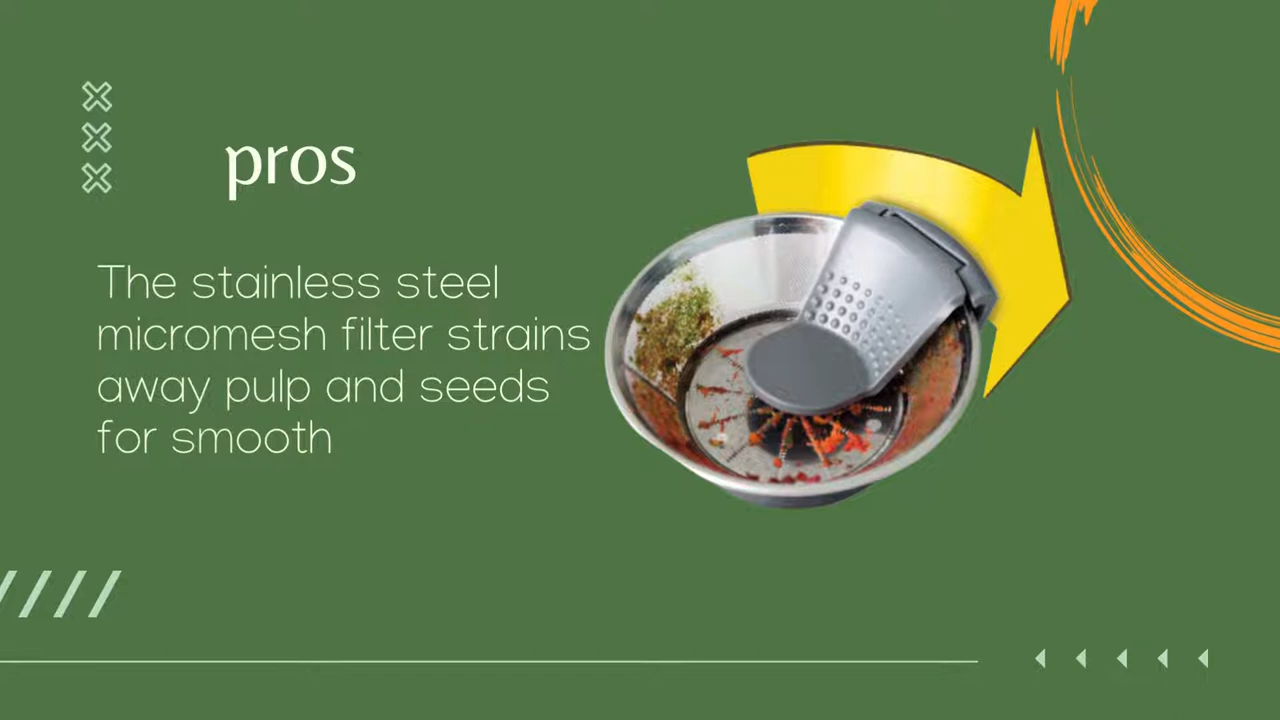 pros
The stainless steel
micromesh filter strains
away pulp and seeds
for smooth